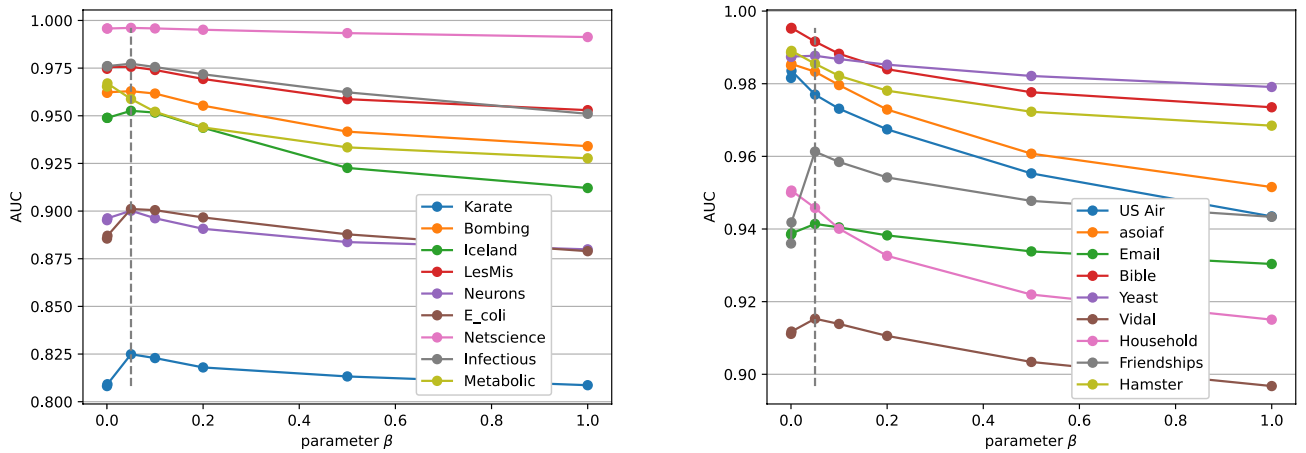 1.000
0.975
0.950
0.925
0.900
0.875
0.850
0.825
0.800
AUC
0.0 0.2 0.4 0.6 0.8 1.0
parameter β
Karate
Bombing
Iceland
LesMis
Neurons
E_coli
Netscience
Infectious
Metabolic
1.00
0.98
0.96
0.94
0.92
0.90
AUC
0.0 0.2 0.4 0.6 0.8 1.0
parameter β
US Air
asoiaf
Email
Bible
Yeast
Vidal
Household
Friendships
Hamster